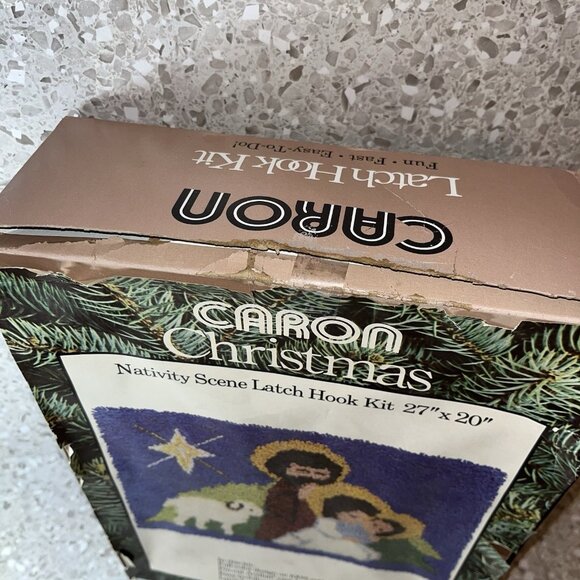 CARON
Latch Hook Kit
Fun • Fast • Easy-To-Do!
CARON
Christmas
Nativity Scene Latch Hook Kit 27" x 20"